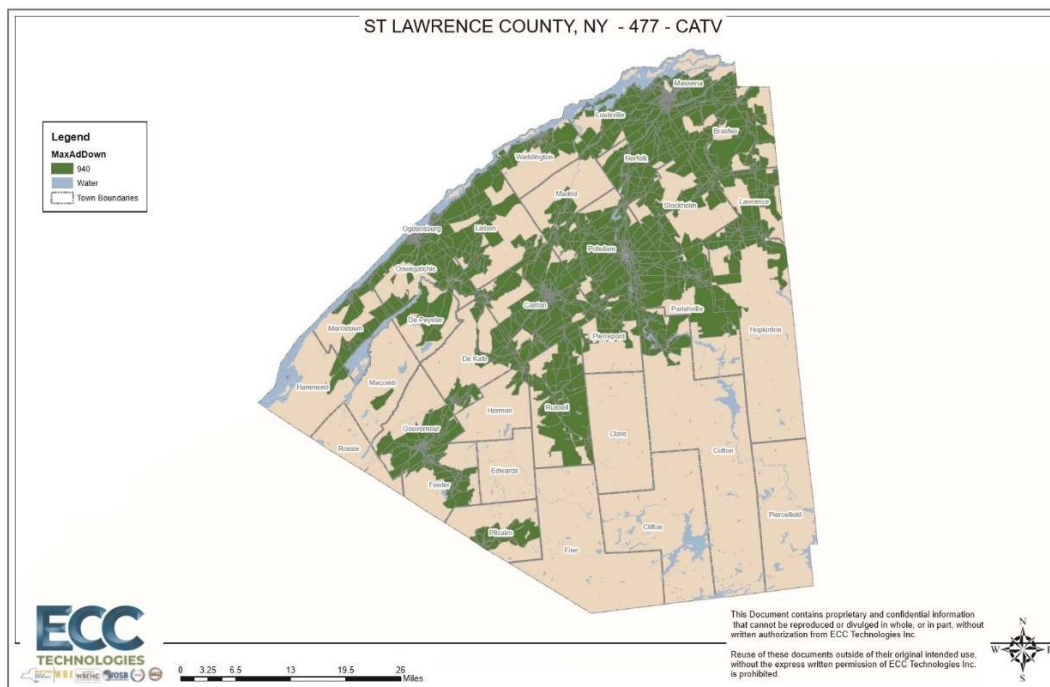 ST LAWRENCE COUNTY, NY - 477 - CATV
Legend
MaxAdDown
940
Water
Town Boundaries
Massena
Louisville
Brasher
Waddington
Norfolk
Madrid
Stockholm
Lawrence
Ogdensburg
Lisbon
Potsdam
Oswegatchie
Canton
De Peyster
Morristown
Parishville
Pierrepont
Hopkinton
De Kalb
Hammond
Macomb
Hermon
Russell
Gouverneur
Clare
Rossie
Colton
Edwards
Fowler
Piercefield
Clifton
Pitcairn
Fine
ECC
TECHNOLOGIES
WBE
WBENC
WOSB
0 3.25 6.5 13 19.5 26
Miles
This Document contains proprietary and confidential information
that cannot be reproduced or divulged in whole, or in part, without
written authorization from ECC Technologies Inc.
Reuse of these documents outside of their original intended use,
without the express written permission of ECC Technologies Inc.
is prohibited.
N
W E
S